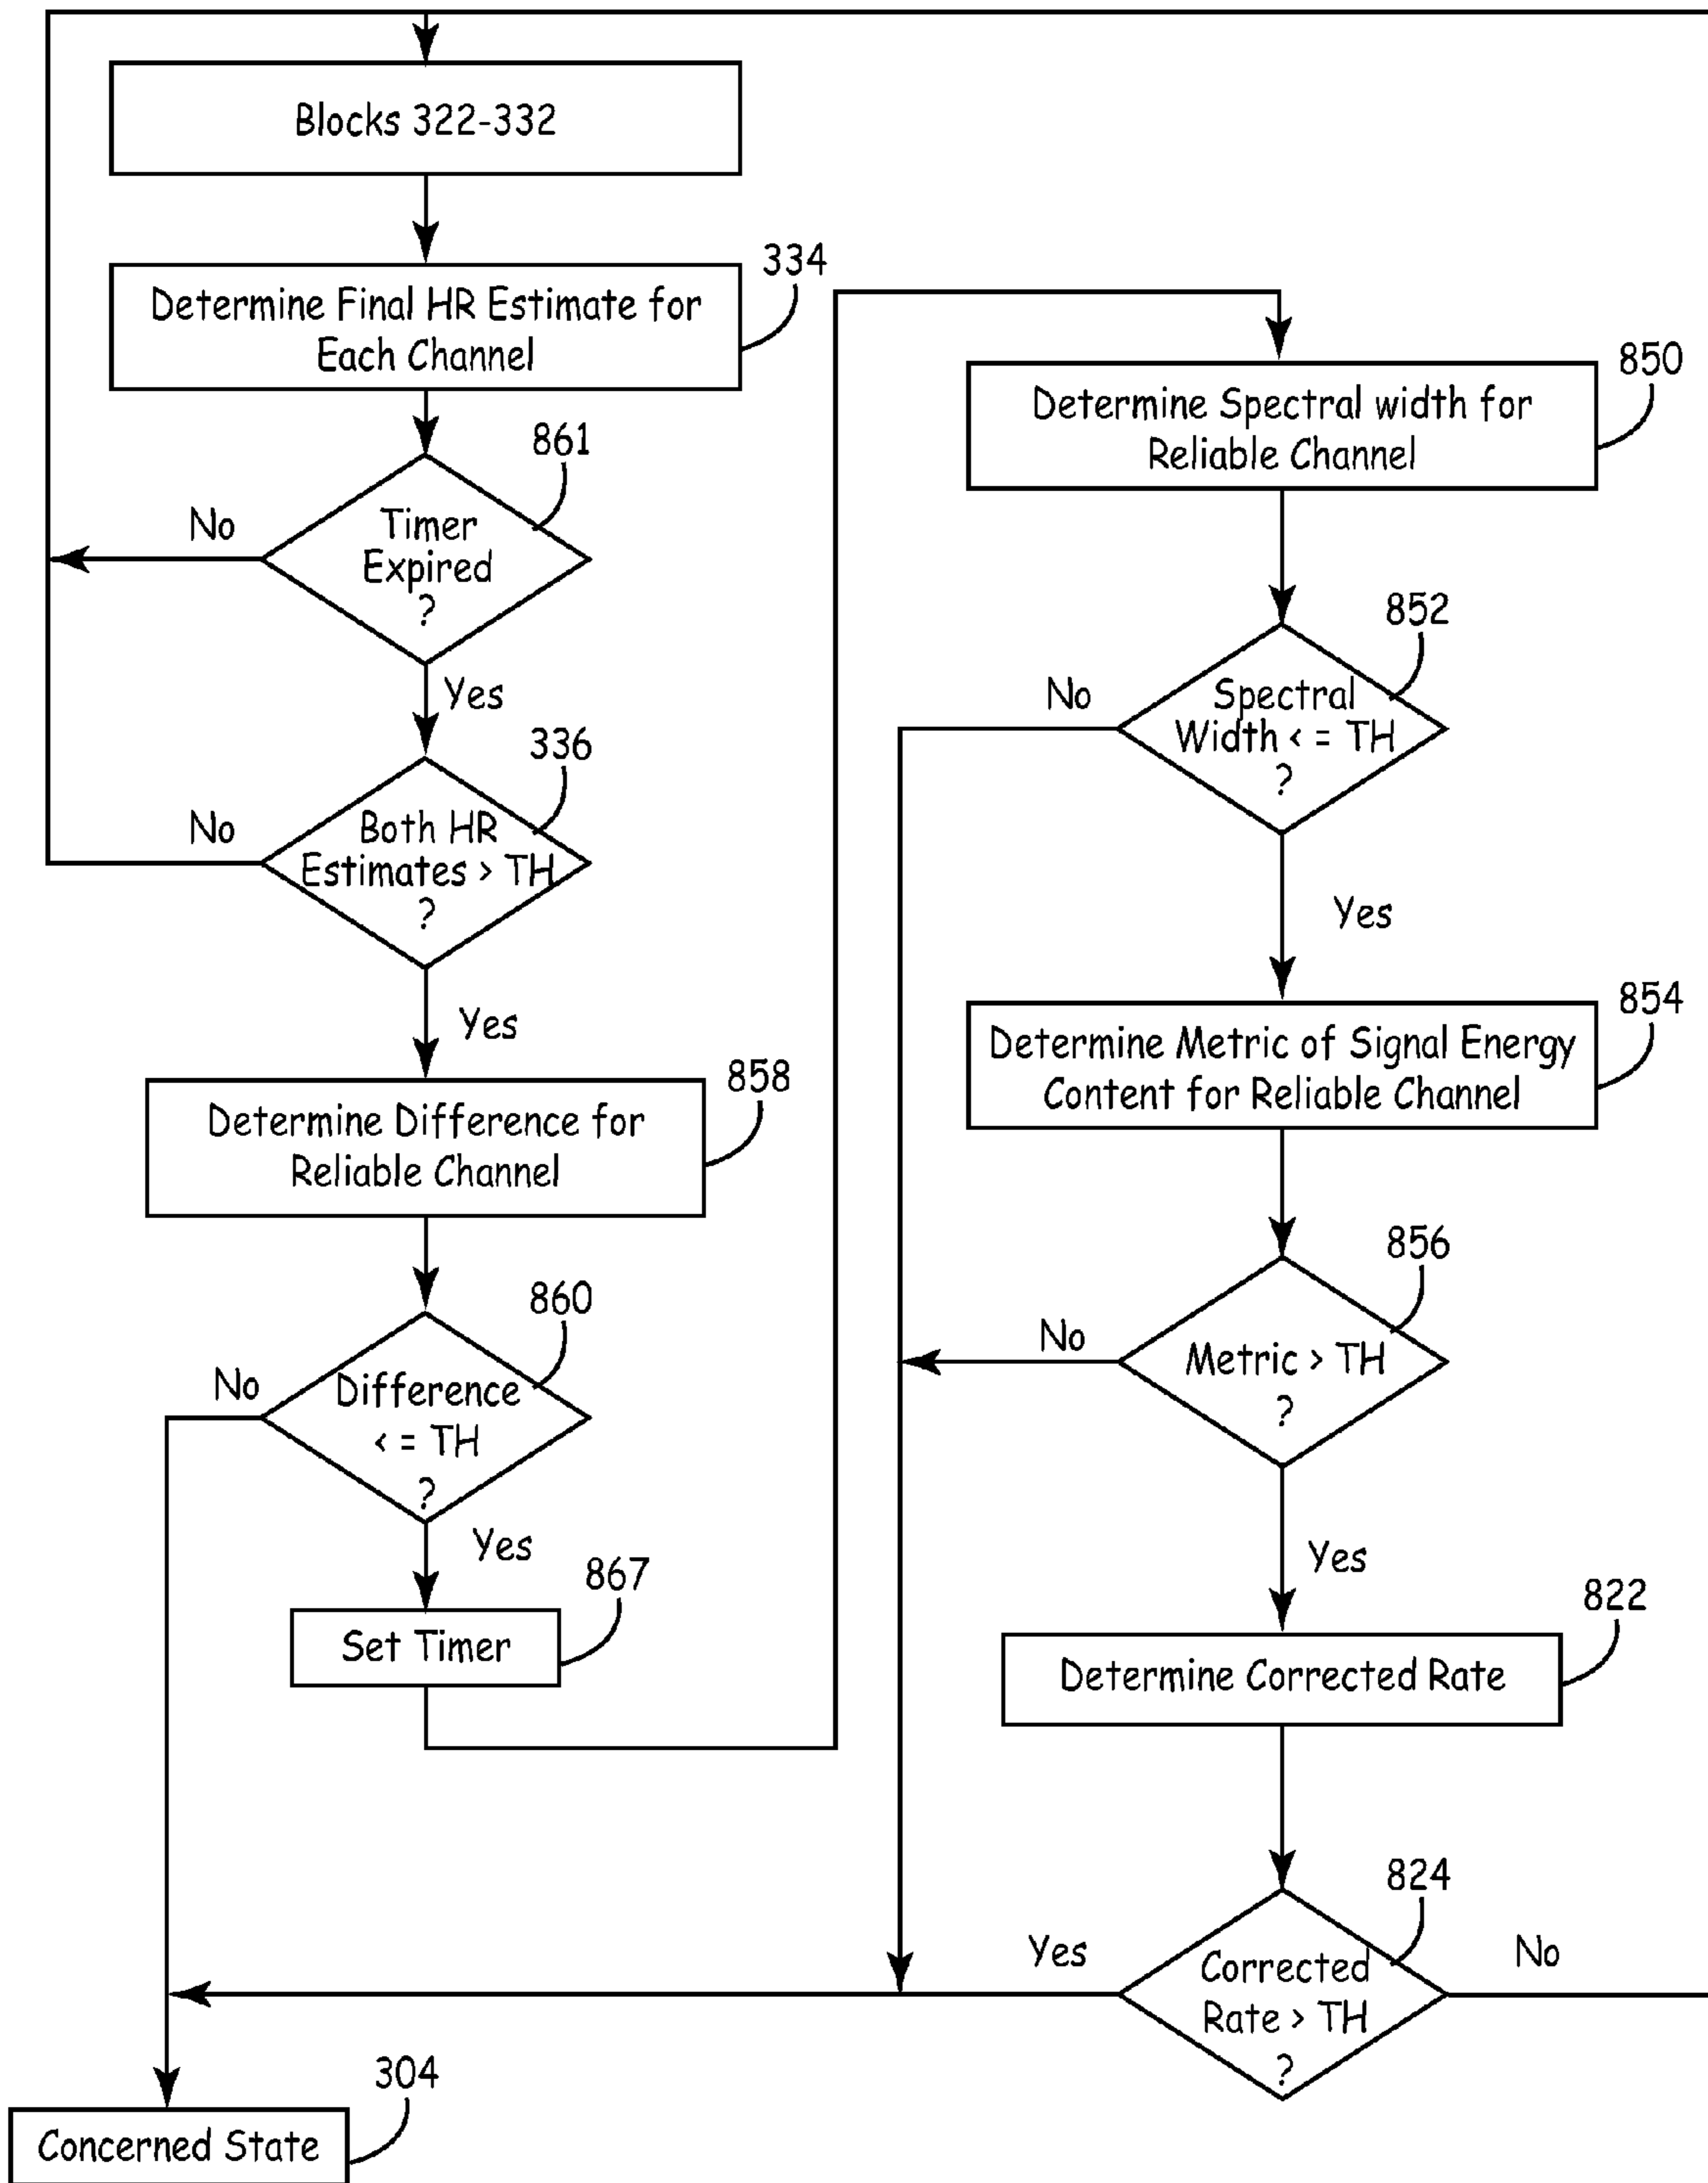 Blocks 322-332
334
Determine Final HR Estimate for
Each Channel
861
Timer
Expired
?
No
Yes
336
Both HR
Estimates > TH
?
No
Yes
858
Determine Difference for
Reliable Channel
860
Difference
< = TH
?
No
Yes
867
Set Timer
850
Determine Spectral width for
Reliable Channel
852
Spectral
Width < = TH
?
No
Yes
854
Determine Metric of Signal Energy
Content for Reliable Channel
856
Metric > TH
?
No
Yes
822
Determine Corrected Rate
824
Corrected
Rate > TH
?
Yes
No
304
Concerned State